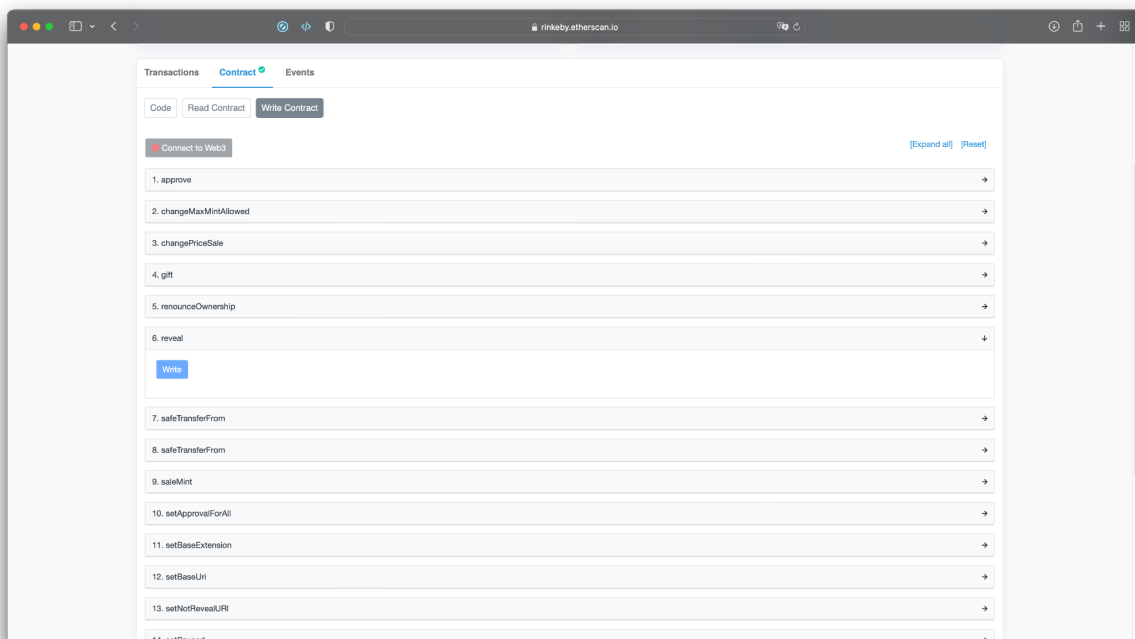 rinkeby.etherscan.io
Transactions Contract Events
Code Read Contract Write Contract
Connect to Web3 [Expand all] [Reset]
1. approve
2. changeMaxMintAllowed
3. changePriceSale
4. gift
5. renounceOwnership
6. reveal
Write
7. safeTransferFrom
8. safeTransferFrom
9. saleMint
10. setApprovalForAll
11. setBaseExtension
12. setBaseUri
13. setNotRevealURI